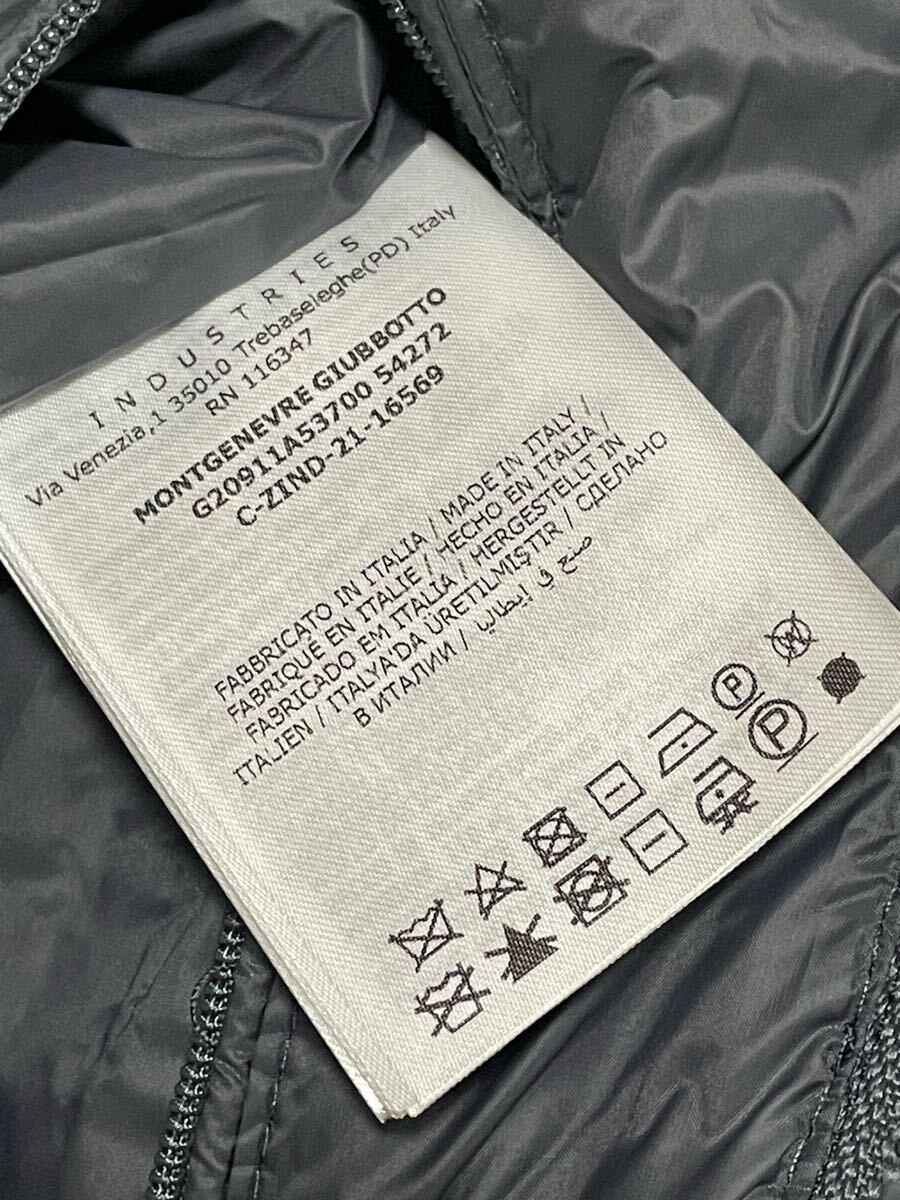 INDUSTRIES
Via Venezia,1 35010 Trebaseleghe(PD) Italy
RN 116347
MONTGENEVRE GIUBBOTTO
G20911A53700 54272
C-ZIND-21-16569
FABBRICATO IN ITALIA / MADE IN ITALY /
FABRIQUÉ EN ITALIE / HECHO EN ITALIA /
FABRICADO EM ITALIA / HERGESTELLT IN
ITALIEN / ITALYA'DA ÜRETILMIŞTIR / СДЕЛАНО
В ИТАЛИИ / صنع في إيطاليا
P W
P